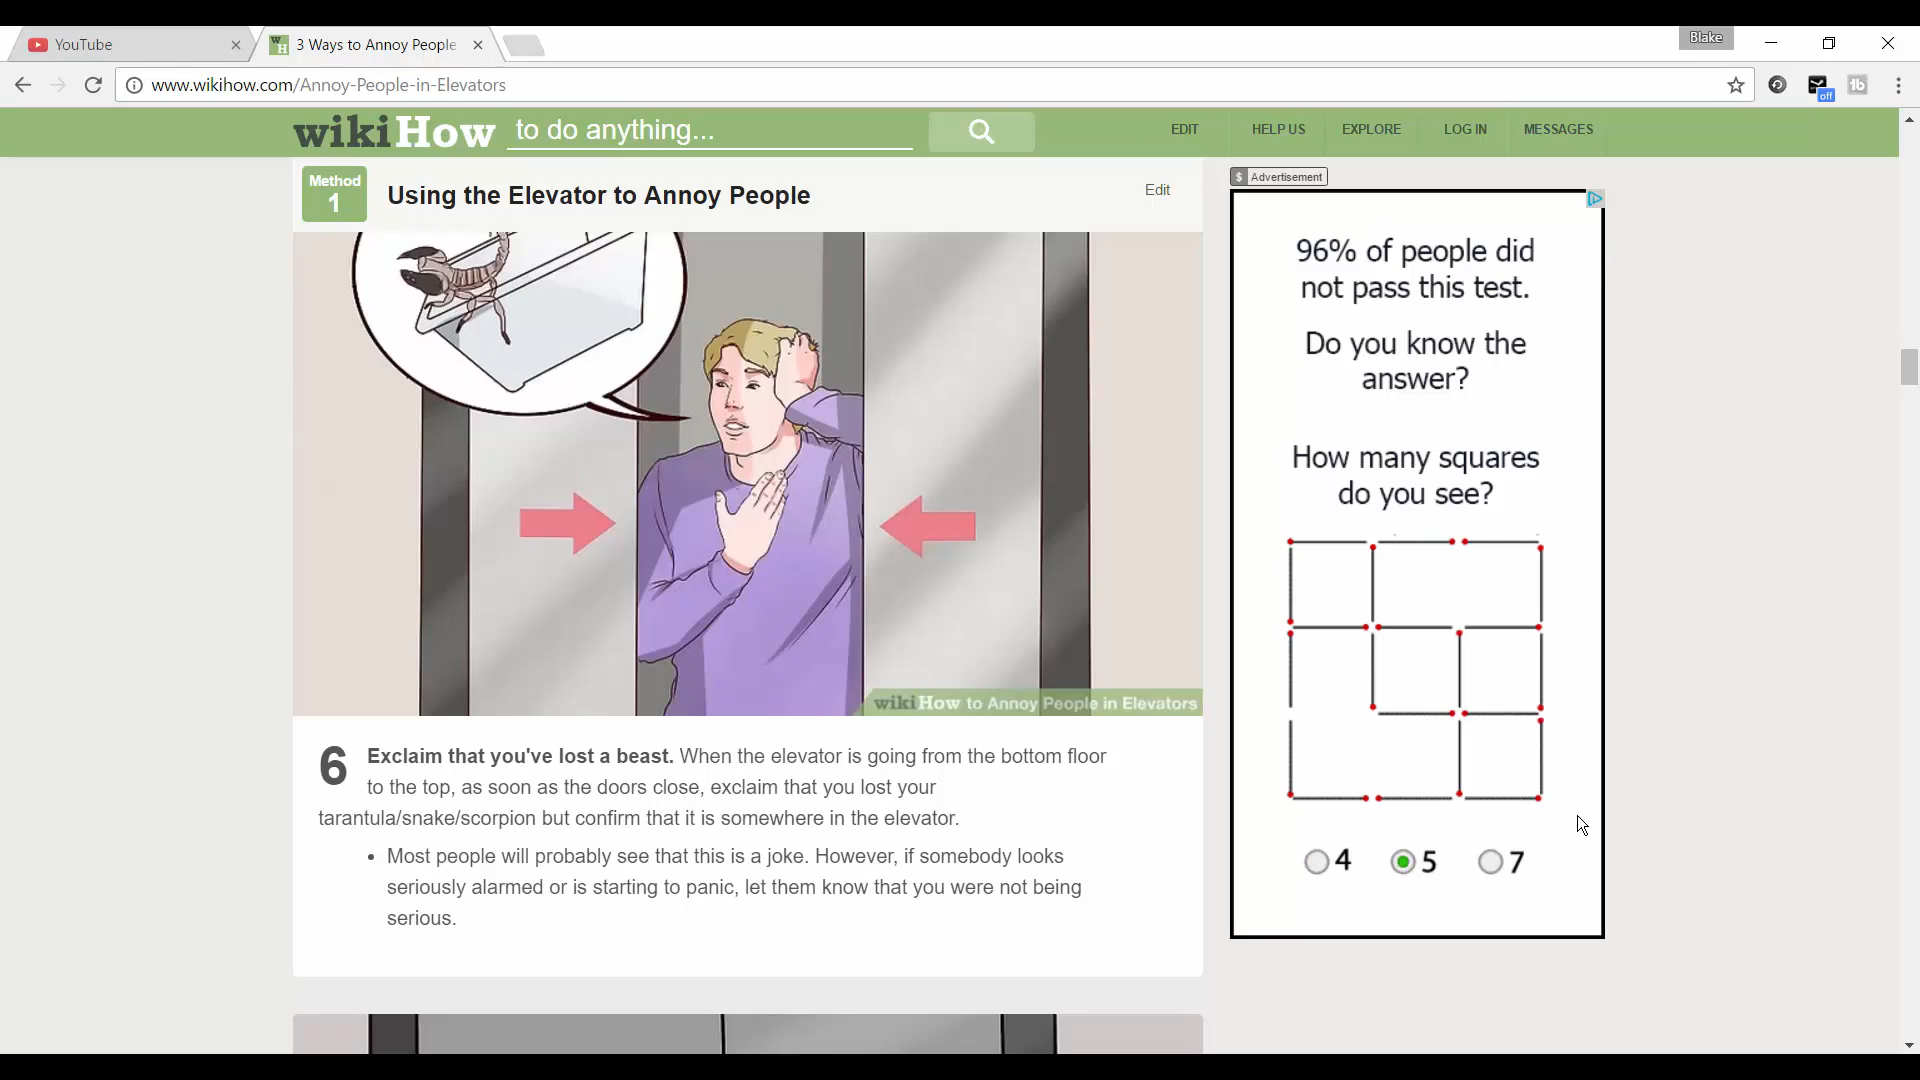 YouTube
3 Ways to Annoy People
Blake
www.wikihow.com/Annoy-People-in-Elevators
off
wikiHow to do anything...
EDIT
HELP US
EXPLORE
LOG IN
MESSAGES
Method
1
Using the Elevator to Annoy People
Edit
wikiHow to Annoy People in Elevators
6 Exclaim that you've lost a beast. When the elevator is going from the bottom floor
to the top, as soon as the doors close, exclaim that you lost your
tarantula/snake/scorpion but confirm that it is somewhere in the elevator.
• Most people will probably see that this is a joke. However, if somebody looks
seriously alarmed or is starting to panic, let them know that you were not being
serious.
$ Advertisement
96% of people did
not pass this test.
Do you know the
answer?
How many squares
do you see?
4 5 7